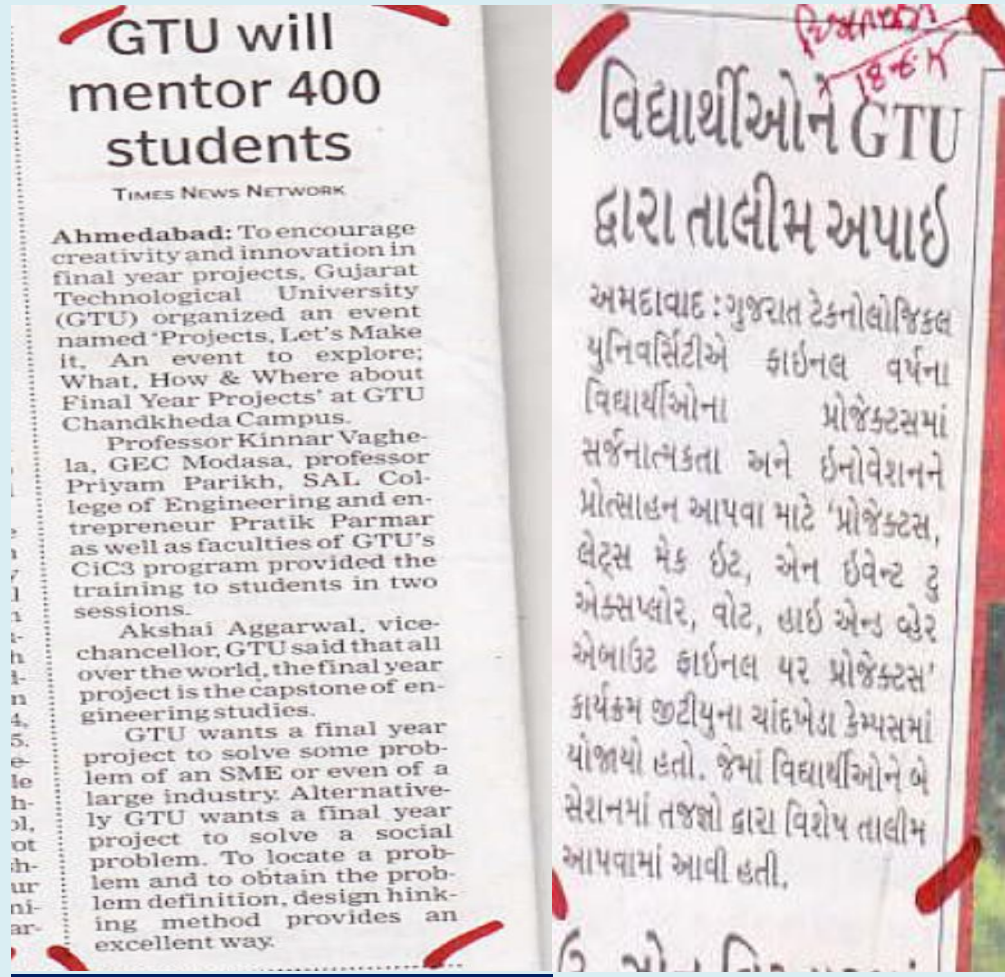 GTU will
mentor 400
students
TIMES NEWS NETWORK
Ahmedabad: To encourage
creativity and innovation in
final year projects, Gujarat
Technological University
(GTU) organized an event
named 'Projects, Let's Make
it, An event to explore;
What, How & Where about
Final Year Projects' at GTU
Chandkheda Campus.
Professor Kinnar Vaghe-
la, GEC Modasa, professor
Priyam Parikh, SAL Col-
lege of Engineering and en-
trepreneur Pratik Parmar
as well as faculties of GTU's
CiC3 program provided the
training to students in two
sessions.
Akshai Aggarwal, vice-
chancellor, GTU said that all
over the world, the final year
project is the capstone of en-
gineering studies.
GTU wants a final year
project to solve some prob-
lem of an SME or even of a
large industry. Alternative-
ly GTU wants a final year
project to solve a social
problem. To locate a prob-
lem and to obtain the prob-
lem definition, design hink-
ing method provides an
excellent way.
વિદ્યાર્થીઓને GTU
દ્વારા તાલીમ અપાઇ
અમદાવાદ : ગુજરાત ટેકનોલોજિકલ
યુનિવર્સિટીએ ફાઇનલ વર્ષના
વિદ્યાર્થીઓના પ્રોજેક્ટસમાં
સર્જનાત્મકતા અને ઇનોવેશનને
પ્રોત્સાહન આપવા માટે 'પ્રોજેક્ટસ,
લેટ્સ મેક ઇટ, એન ઇવેન્ટ ટુ
એક્સપ્લોર, વોટ, હાઇ એન્ડ વ્હેર
એબાઉટ ફાઇનલ યર પ્રોજેક્ટસ'
કાર્યક્રમ જીટીયુના ચાંદખેડા કેમ્પસમાં
યોજાયો હતો. જેમાં વિદ્યાર્થીઓને બે
સેશનમાં તજજ્ઞો દ્વારા વિશેષ તાલીમ
આપવામાં આવી હતી.